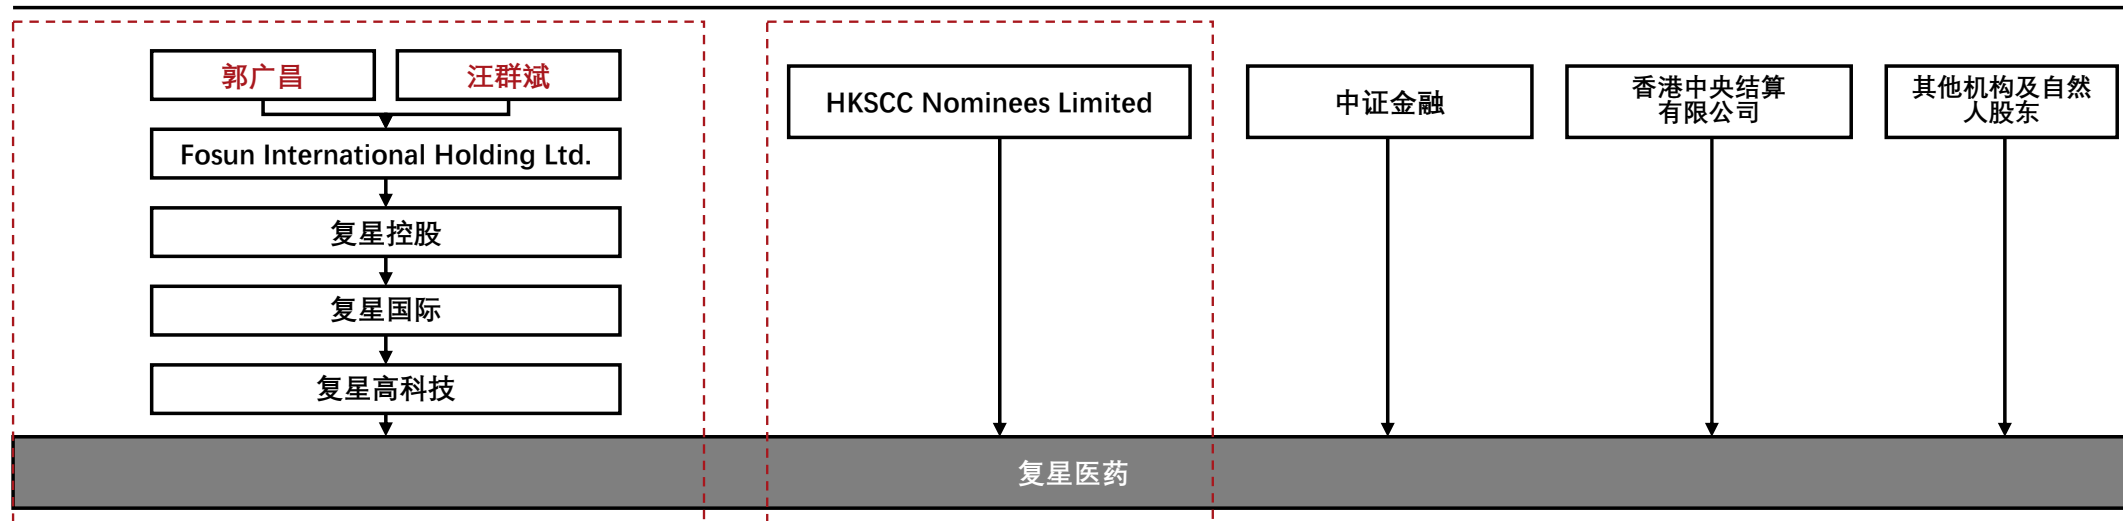 郭广昌
汪群斌
HKSCC Nominees Limited
中证金融
香港中央结算
有限公司
其他机构及自然
人股东
Fosun International Holding Ltd.
复星控股
复星国际
复星高科技
复星医药